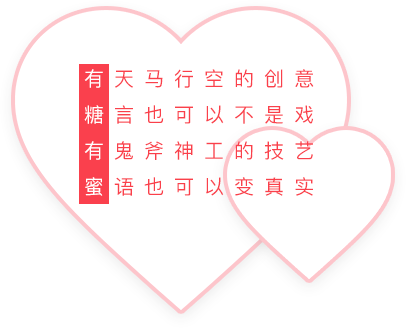 有天马行空的创意
糖言也可以不是戏
有鬼斧神工的技艺
蜜语也可以变真实